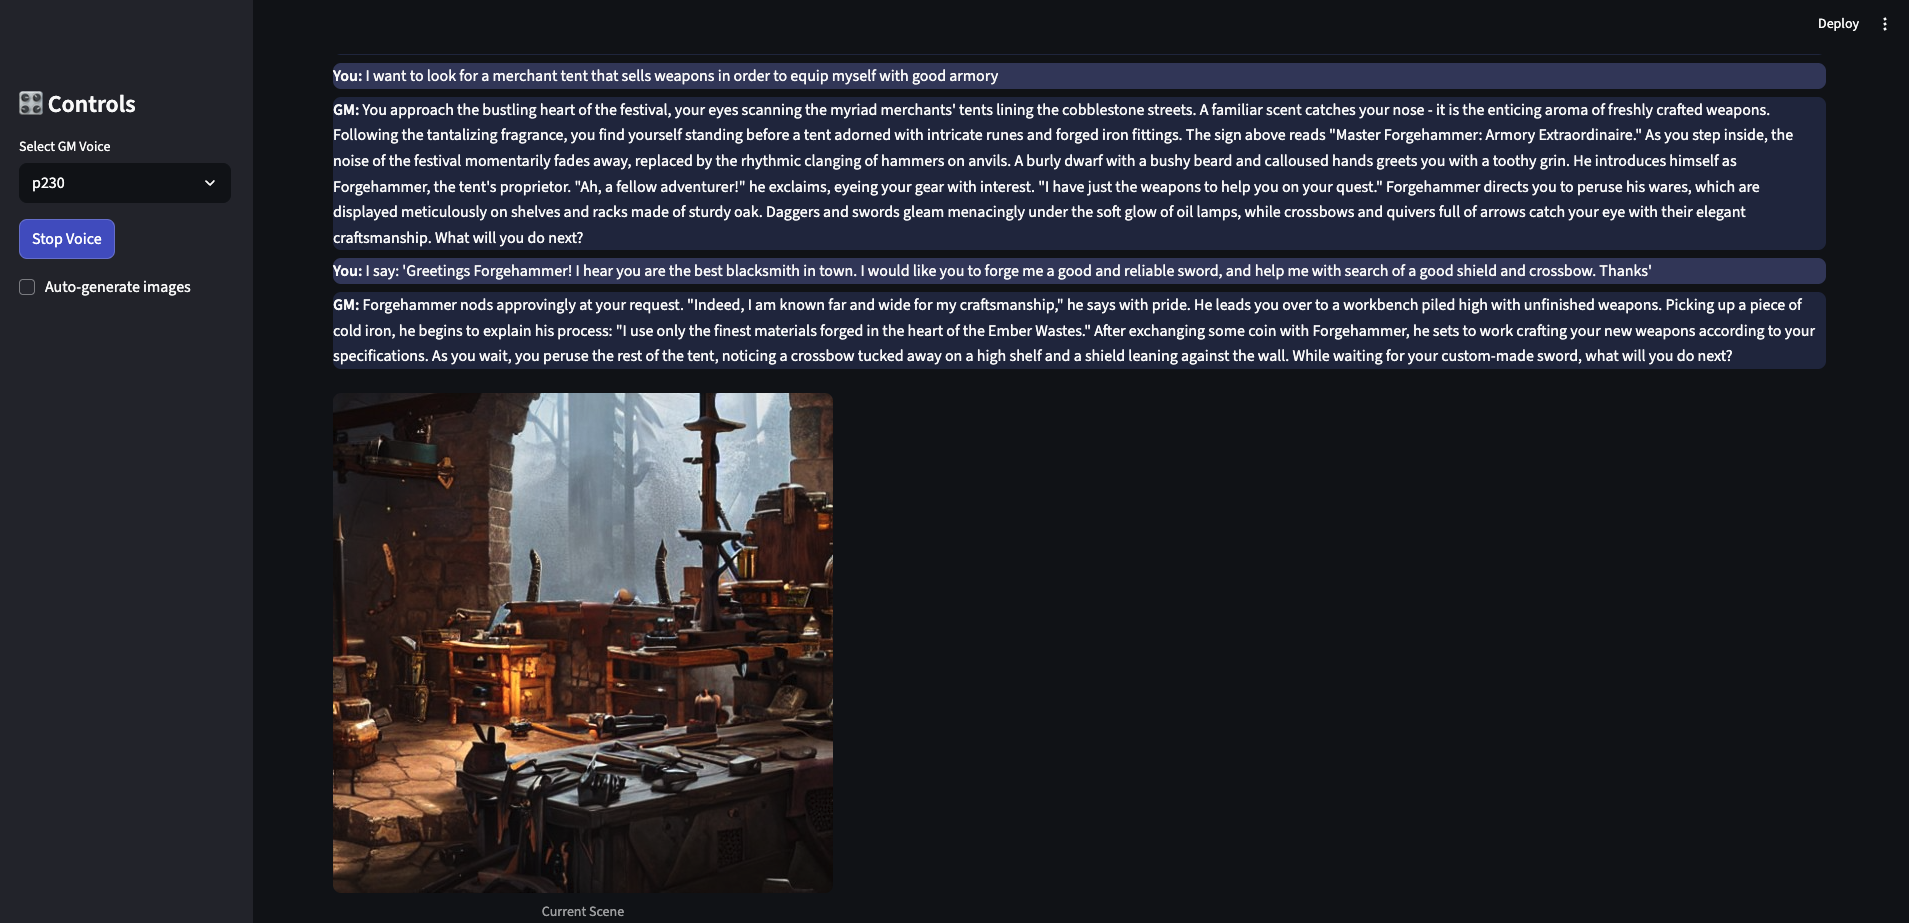 Deploy
Controls
Select GM Voice
p230
Stop Voice
Auto-generate images
You: I want to look for a merchant tent that sells weapons in order to equip myself with good armory
GM: You approach the bustling heart of the festival, your eyes scanning the myriad merchants' tents lining the cobblestone streets. A familiar scent catches your nose - it is the enticing aroma of freshly crafted weapons.
Following the tantalizing fragrance, you find yourself standing before a tent adorned with intricate runes and forged iron fittings. The sign above reads "Master Forgehammer: Armory Extraordinaire." As you step inside, the
noise of the festival momentarily fades away, replaced by the rhythmic clanging of hammers on anvils. A burly dwarf with a bushy beard and calloused hands greets you with a toothy grin. He introduces himself as
Forgehammer, the tent's proprietor. "Ah, a fellow adventurer!" he exclaims, eyeing your gear with interest. "I have just the weapons to help you on your quest." Forgehammer directs you to peruse his wares, which are
displayed meticulously on shelves and racks made of sturdy oak. Daggers and swords gleam menacingly under the soft glow of oil lamps, while crossbows and quivers full of arrows catch your eye with their elegant
craftsmanship. What will you do next?
You: I say: 'Greetings Forgehammer! I hear you are the best blacksmith in town. I would like you to forge me a good and reliable sword, and help me with search of a good shield and crossbow. Thanks'
GM: Forgehammer nods approvingly at your request. "Indeed, I am known far and wide for my craftsmanship," he says with pride. He leads you over to a workbench piled high with unfinished weapons. Picking up a piece of
cold iron, he begins to explain his process: "I use only the finest materials forged in the heart of the Ember Wastes." After exchanging some coin with Forgehammer, he sets to work crafting your new weapons according to your
specifications. As you wait, you peruse the rest of the tent, noticing a crossbow tucked away on a high shelf and a shield leaning against the wall. While waiting for your custom-made sword, what will you do next?
Current Scene